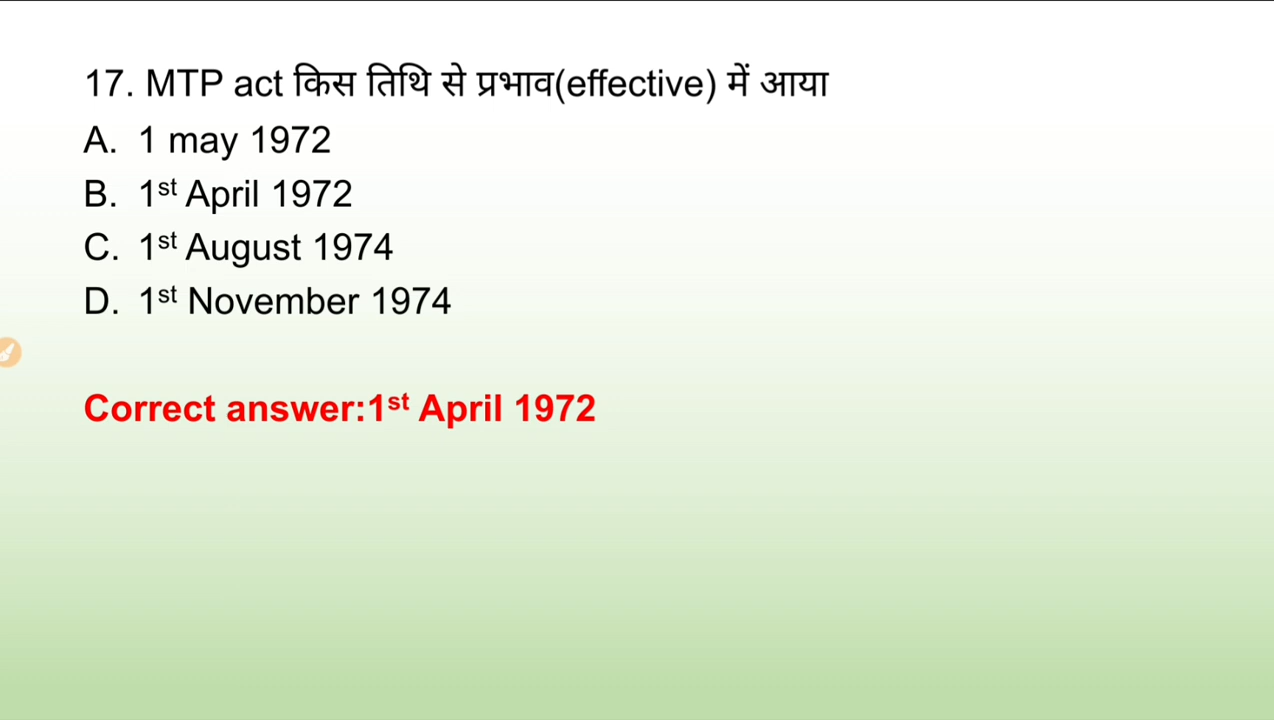 17. MTP act किस तिथि से प्रभाव(effective) में आया
A. 1 may 1972
B. 1st April 1972
C. 1st August 1974
D. 1st November 1974
Correct answer:1st April 1972